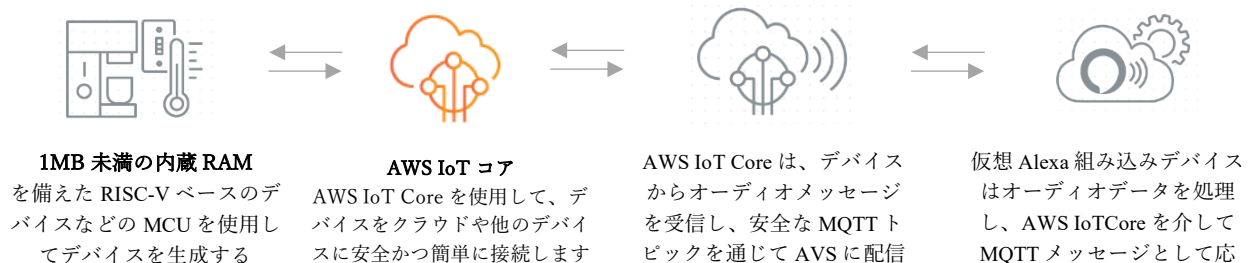 1MB 未満の内蔵 RAM
を備えた RISC-V ベースのデ
バイスなどの MCU を使用し
てデバイスを生成する
AWS IoT コア
AWS IoT Core を使用して、デ
バイスをクラウドや他のデバイ
スに安全かつ簡単に接続します
AWS IoT Core は、デバイス
からオーディオメッセージ
を受信し、安全な MQTT ト
ピックを通じて AVS に配信
仮想 Alexa 組み込みデバイス
はオーディオデータを処理
し、AWS IoTCore を介して
MQTT メッセージとして応